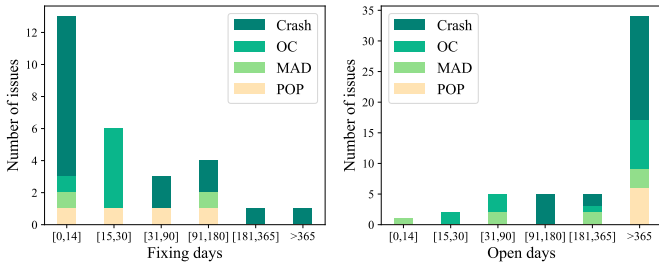 12
10
8
6
4
2
0
Number of issues
Crash
OC
MAD
POP
[0,14] [15,30] [31,90] [91,180] [181,365] >365
Fixing days
35
30
25
20
15
10
5
0
Number of issues
Crash
OC
MAD
POP
[0,14] [15,30] [31,90] [91,180] [181,365] >365
Open days